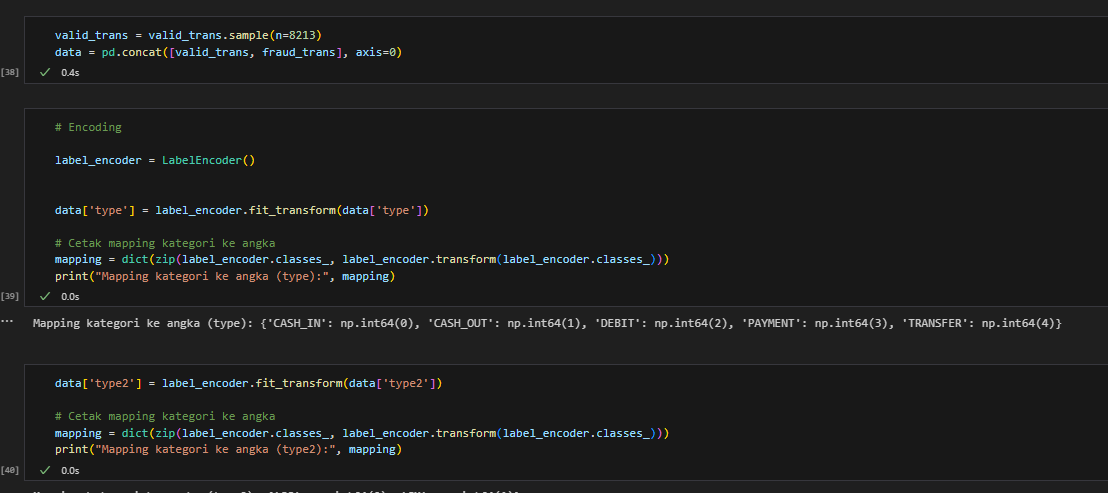 valid_trans = valid_trans.sample(n=8213)
data = pd.concat([valid_trans, fraud_trans], axis=0)
[38]
0.4s
# Encoding
label_encoder = LabelEncoder()
data['type'] = label_encoder.fit_transform(data['type'])
# Cetak mapping kategori ke angka
mapping = dict(zip(label_encoder.classes_, label_encoder.transform(label_encoder.classes_)))
print("Mapping kategori ke angka (type):", mapping)
[39]
0.0s
... Mapping kategori ke angka (type): {'CASH_IN': np.int64(0), 'CASH_OUT': np.int64(1), 'DEBIT': np.int64(2), 'PAYMENT': np.int64(3), 'TRANSFER': np.int64(4)}
data['type2'] = label_encoder.fit_transform(data['type2'])
# Cetak mapping kategori ke angka
mapping = dict(zip(label_encoder.classes_, label_encoder.transform(label_encoder.classes_)))
print("Mapping kategori ke angka (type2):", mapping)
[40]
0.0s